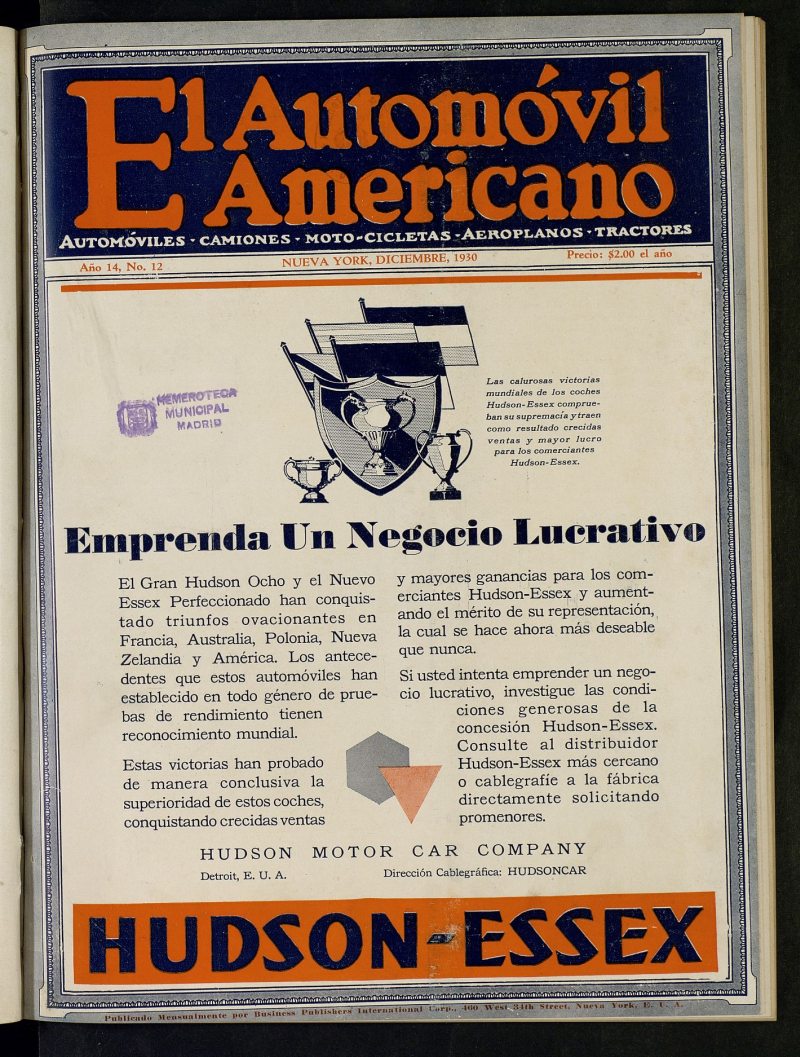 El Automóvil
Americano
AUTOMÓVILES - CAMIONES - MOTO-CICLETAS - AEROPLANOS - TRACTORES
Año 14, No. 12
NUEVA YORK, DICIEMBRE, 1930
Precio: $2.00 el año
HEMEROTECA
MUNICIPAL
MADRID
Las calurosas victorias
mundiales de los coches
Hudson-Essex comprue-
ban su supremacía y traen
como resultado crecidas
ventas y mayor lucro
para los comerciantes
Hudson-Essex.
Emprenda Un Negocio Lucrativo
El Gran Hudson Ocho y el Nuevo
Essex Perfeccionado han conquis-
tado triunfos ovacionantes en
Francia, Australia, Polonia, Nueva
Zelandia y América. Los antece-
dentes que estos automóviles han
establecido en todo género de prue-
bas de rendimiento tienen
reconocimiento mundial.
Estas victorias han probado
de manera conclusiva la
superioridad de estos coches,
conquistando crecidas ventas
y mayores ganancias para los com-
erciantes Hudson-Essex y aument-
ando el mérito de su representación,
la cual se hace ahora más deseable
que nunca.
Si usted intenta emprender un nego-
cio lucrativo, investigue las condi-
ciones generosas de la
concesión Hudson-Essex.
Consulte al distribuidor
Hudson-Essex más cercano
o cablegrafíe a la fábrica
directamente solicitando
promenores.
HUDSON MOTOR CAR COMPANY
Detroit, E. U. A.
Dirección Cablegráfica: HUDSONCAR
HUDSON-ESSEX
Publicado Mensualmente por Business Publishers International Corp., 460 West 34th Street, Nueva York, E. U. A.